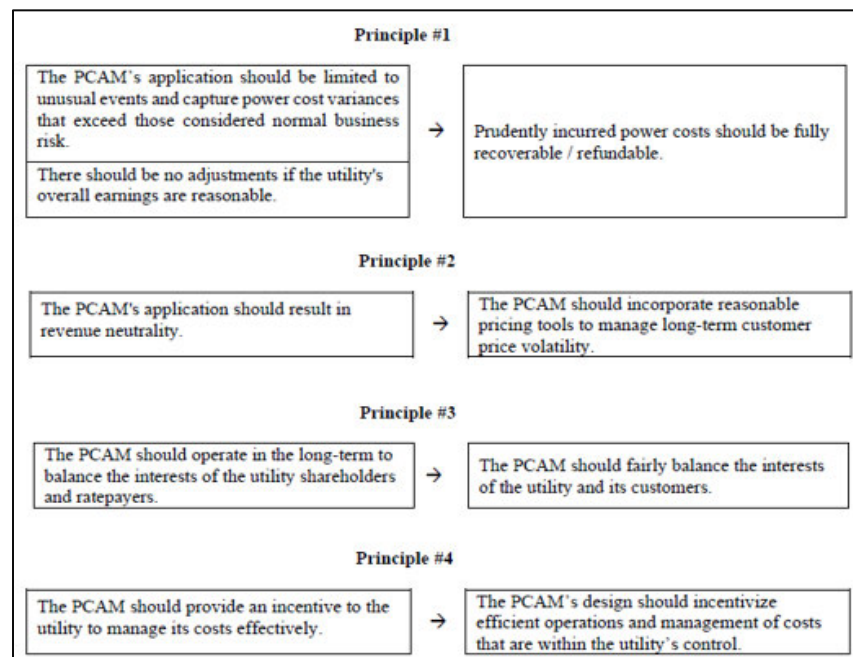 Principle #1
The PCAM's application should be limited to
unusual events and capture power cost variances
that exceed those considered normal business
risk.
There should be no adjustments if the utility's
overall earnings are reasonable.
→
Prudently incurred power costs should be fully
recoverable / refundable.
Principle #2
The PCAM's application should result in
revenue neutrality.
→
The PCAM should incorporate reasonable
pricing tools to manage long-term customer
price volatility.
Principle #3
The PCAM should operate in the long-term to
balance the interests of the utility shareholders
and ratepayers.
→
The PCAM should fairly balance the interests
of the utility and its customers.
Principle #4
The PCAM should provide an incentive to the
utility to manage its costs effectively.
→
The PCAM's design should incentivize
efficient operations and management of costs
that are within the utility's control.